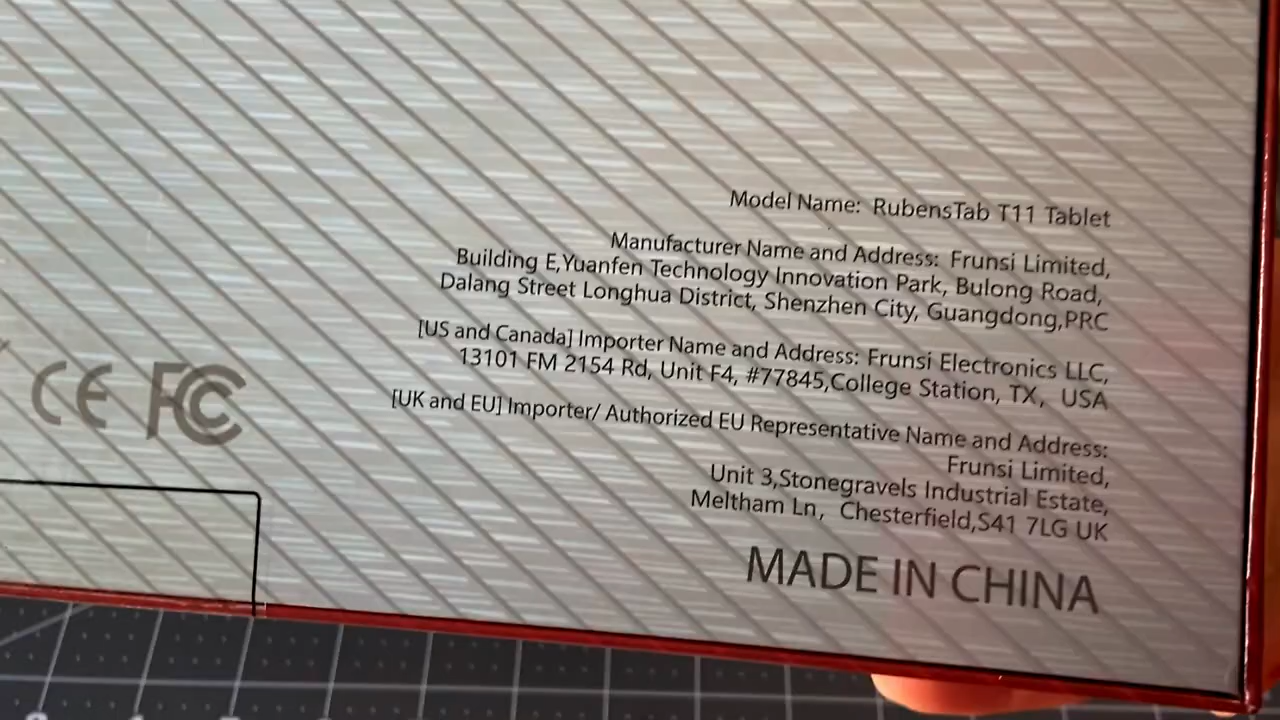 Model Name: RubensTab T11 Tablet
Manufacturer Name and Address: Frunsi Limited,
Building E,Yuanfen Technology Innovation Park, Bulong Road,
Dalang Street Longhua District, Shenzhen City, Guangdong,PRC
[US and Canada] Importer Name and Address: Frunsi Electronics LLC,
13101 FM 2154 Rd, Unit F4, #77845,College Station, TX, USA
[UK and EU] Importer/ Authorized EU Representative Name and Address:
Frunsi Limited,
Unit 3,Stonegravels Industrial Estate,
Meltham Ln, Chesterfield,S41 7LG UK
MADE IN CHINA
CE FCC